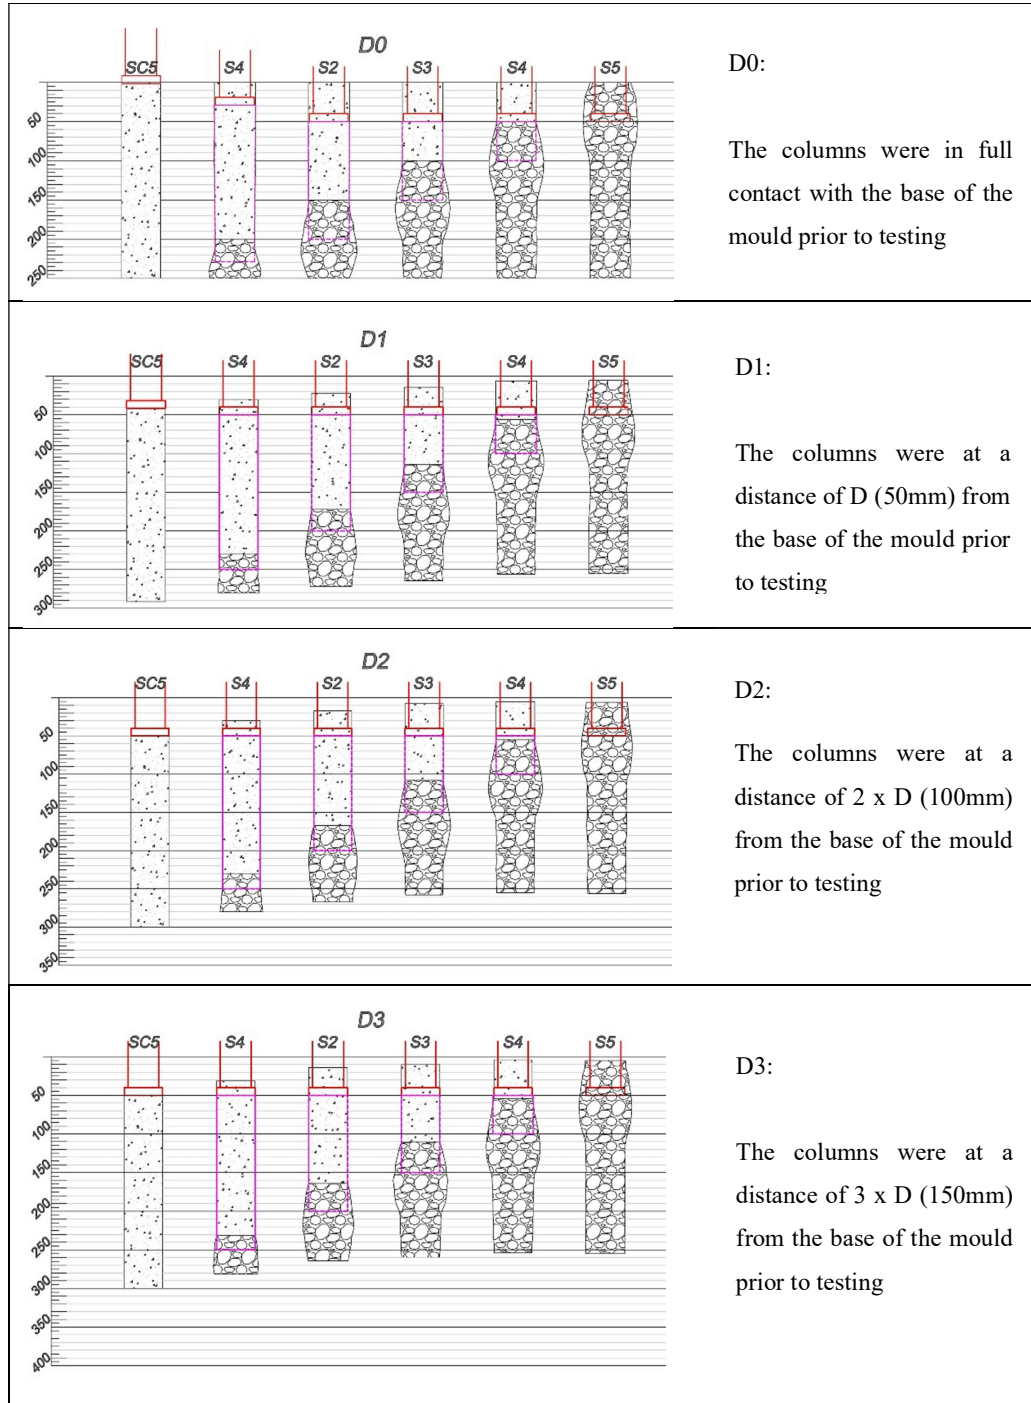 D0
SC5 S4 S2 S3 S4 S5
50
100
150
200
250
D0:
The columns were in full
contact with the base of the
mould prior to testing
D1
SC5 S4 S2 S3 S4 S5
50
100
150
200
250
300
D1:
The columns were at a
distance of D (50mm) from
the base of the mould prior
to testing
D2
SC5 S4 S2 S3 S4 S5
50
100
150
200
250
300
350
D2:
The columns were at a
distance of 2 x D (100mm)
from the base of the mould
prior to testing
D3
SC5 S4 S2 S3 S4 S5
50
100
150
200
250
300
350
400
D3:
The columns were at a
distance of 3 x D (150mm)
from the base of the mould
prior to testing